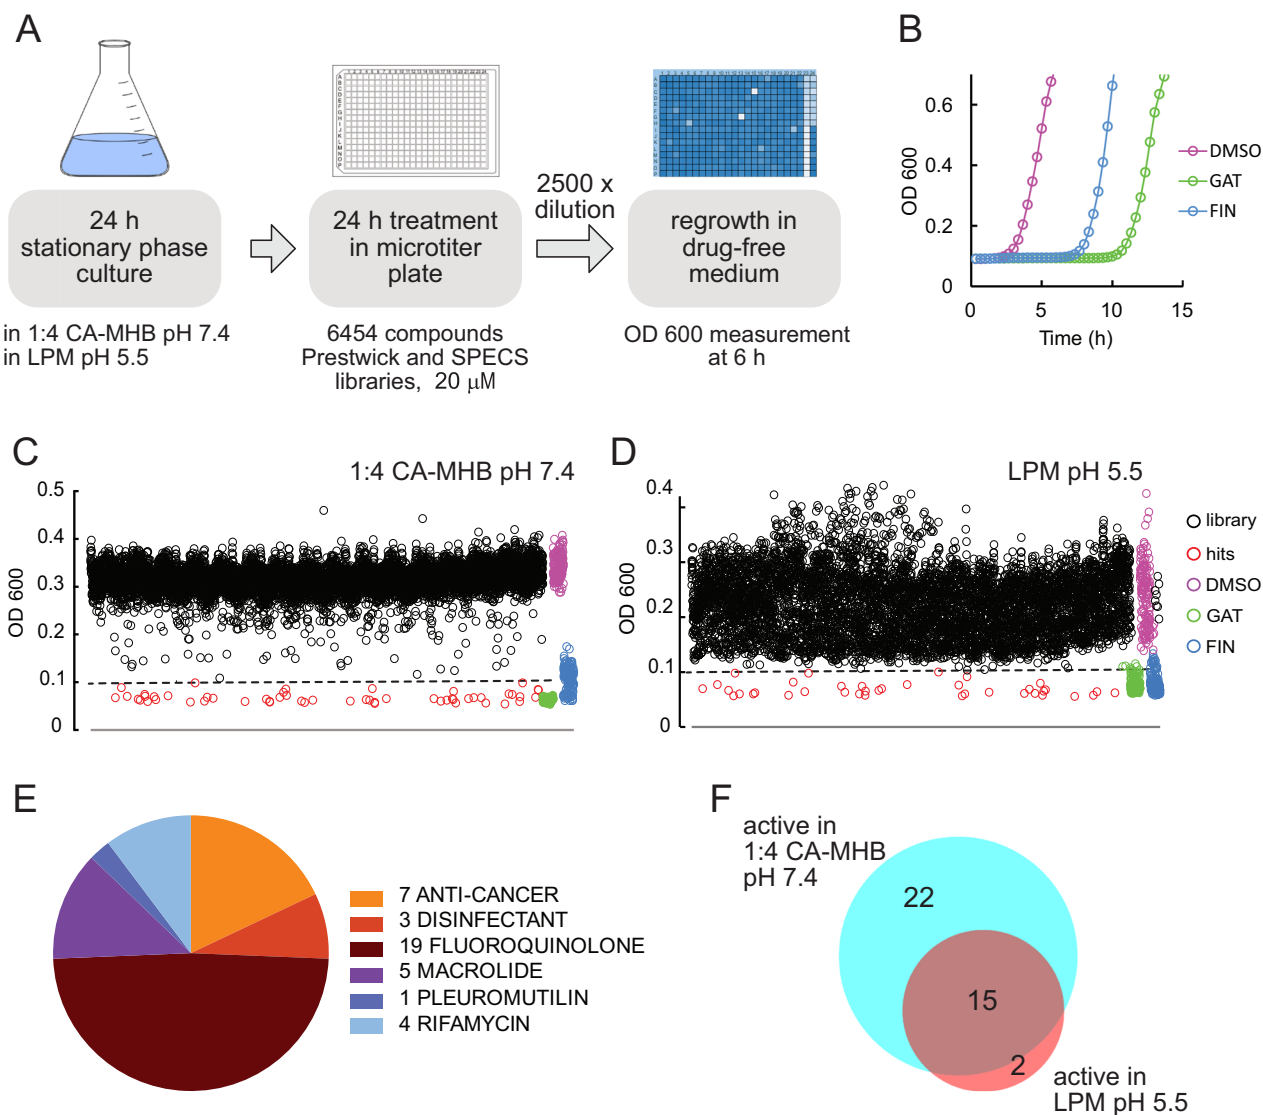 A
24 h
stationary phase
culture
in 1:4 CA-MHB pH 7.4
in LPM pH 5.5
24 h treatment
in microtiter
plate
6454 compounds
Prestwick and SPECS
libraries, 20 µM
2500 x
dilution
regrowth in
drug-free
medium
OD 600 measurement
at 6 h
B
OD 600
0.6
0.4
0.2
0
0 5 10 15
Time (h)
DMSO
GAT
FIN
C
1:4 CA-MHB pH 7.4
OD 600
0.5
0.4
0.3
0.2
0.1
0
D
LPM pH 5.5
OD 600
0.4
0.3
0.2
0.1
0
library
hits
DMSO
GAT
FIN
E
7 ANTI-CANCER
3 DISINFECTANT
19 FLUOROQUINOLONE
5 MACROLIDE
1 PLEUROMUTILIN
4 RIFAMYCIN
F
active in
1:4 CA-MHB
pH 7.4
22
15
2
active in
LPM pH 5.5